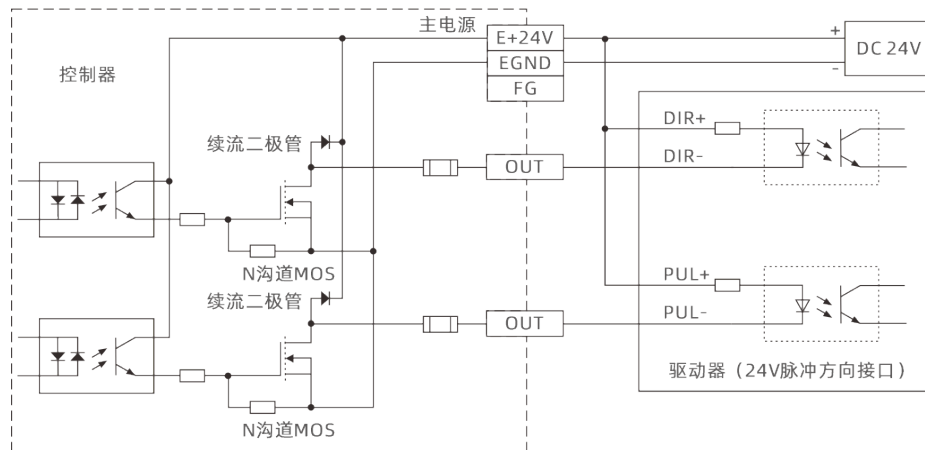 主电源
E+24V
+
DC 24V
控制器
EGND
-
FG
续流二极管
DIR+
DIR-
OUT
N沟道MOS
续流二极管
PUL+
PUL-
OUT
驱动器（24V脉冲方向接口）
N沟道MOS